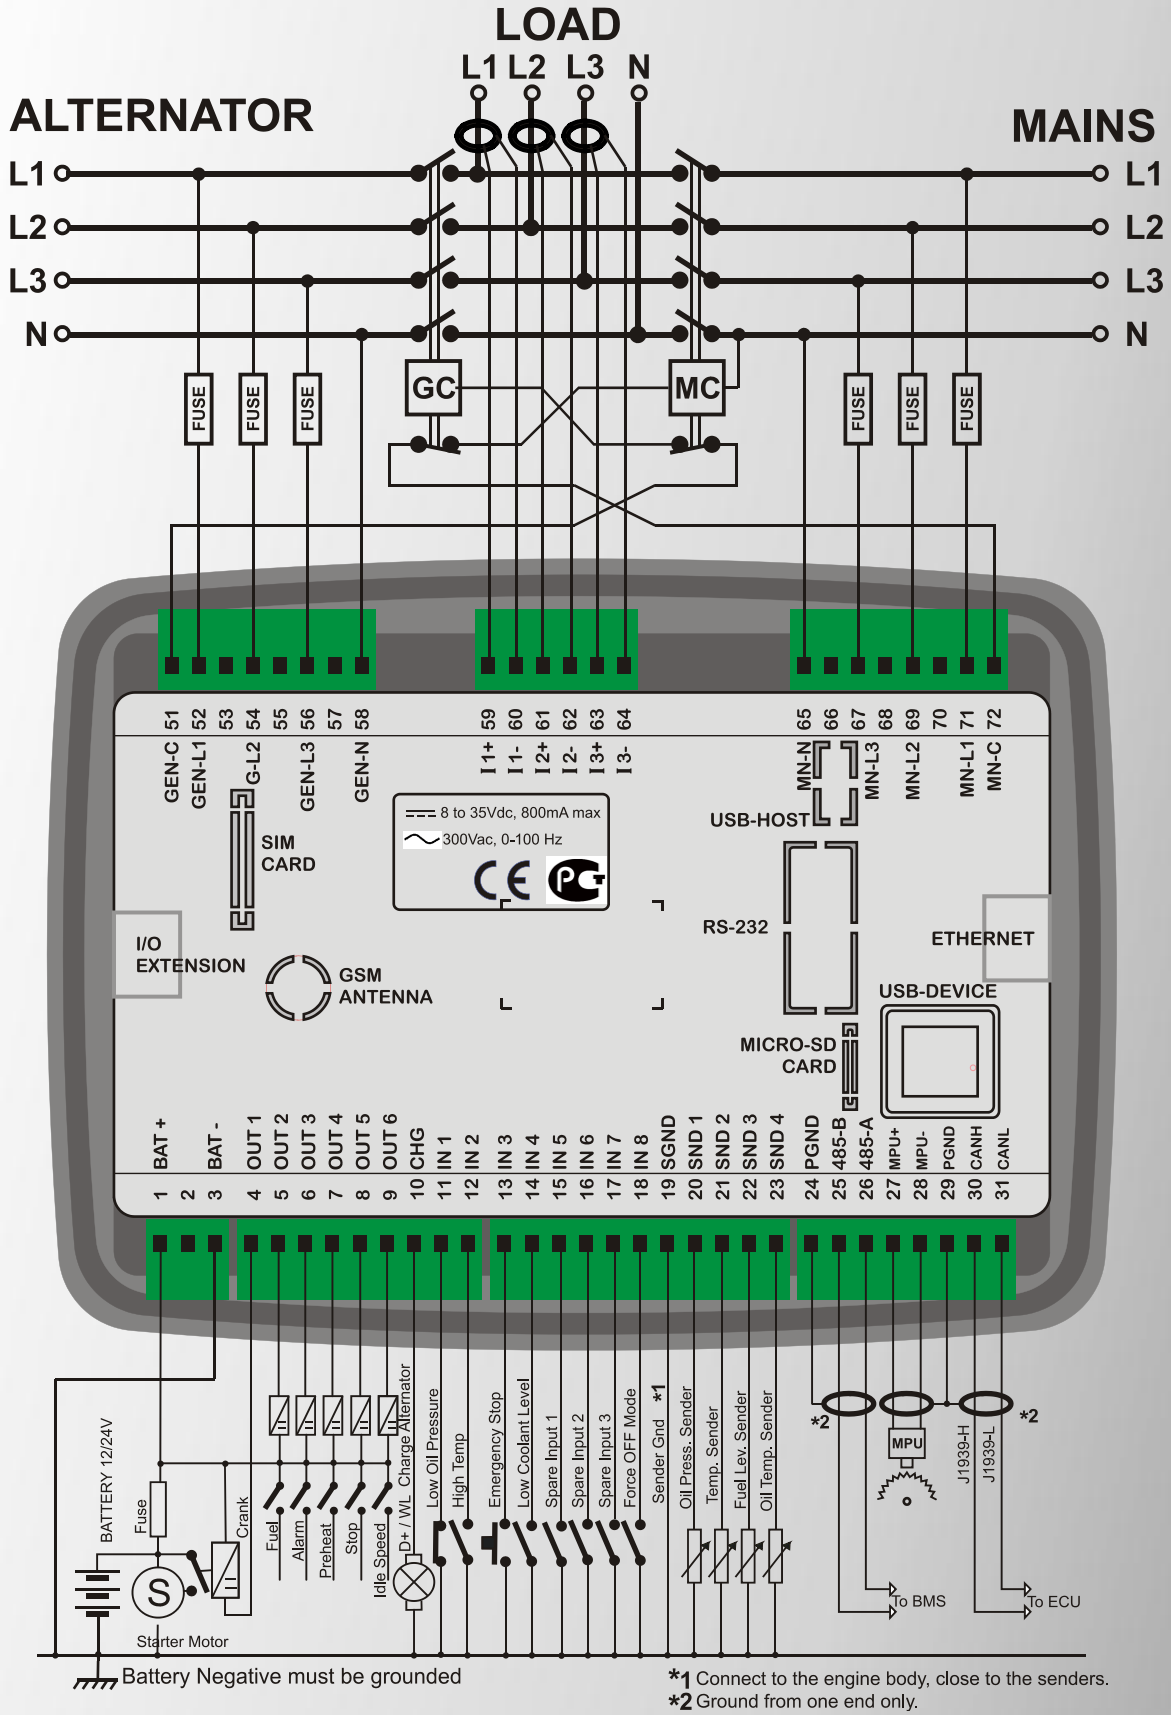 LOAD
L1 L2 L3 N
ALTERNATOR
MAINS
L1
L2
L3
N
L1
L2
L3
N
FUSE
FUSE
FUSE
GC
MC
FUSE
FUSE
FUSE
51 52 53 54 55 56 57 58
GEN-C
GEN-L1
G-L2
GEN-L3
GEN-N
59 60 61 62 63 64
I1+
I1-
I2+
I2-
I3+
I3-
65 66 67 68 69 70 71 72
MN-N
MN-L3
MN-L2
MN-L1
MN-C
8 to 35Vdc, 800mA max
300Vac, 0-100 Hz
CE PG
SIM
CARD
USB-HOST
RS-232
I/O
EXTENSION
GSM
ANTENNA
ETHERNET
USB-DEVICE
MICRO-SD
CARD
BAT +
BAT -
OUT 1
OUT 2
OUT 3
OUT 4
OUT 5
OUT 6
CHG
IN 1
IN 2
IN 3
IN 4
IN 5
IN 6
IN 7
IN 8
SGND
SND 1
SND 2
SND 3
SND 4
PGND
485-B
485-A
MPU+
MPU-
PGND
CANH
CANL
1 2 3 4 5 6 7 8 9 10 11 12 13 14 15 16 17 18 19 20 21 22 23 24 25 26 27 28 29 30 31
BATTERY 12/24V
Fuse
S
Starter Motor
Crank
Fuel
Alarm
Preheat
Stop
Idle Speed
D+ / WL Charge Alternator
Low Oil Pressure
High Temp
Emergency Stop
Low Coolant Level
Spare Input 1
Spare Input 2
Spare Input 3
Force OFF Mode
Sender Gnd *1
Oil Press. Sender
Temp. Sender
Fuel Lev. Sender
Oil Temp. Sender
*2
MPU
*2
J1939-H
J1939-L
To BMS
To ECU
Battery Negative must be grounded
*1 Connect to the engine body, close to the senders.
*2 Ground from one end only.